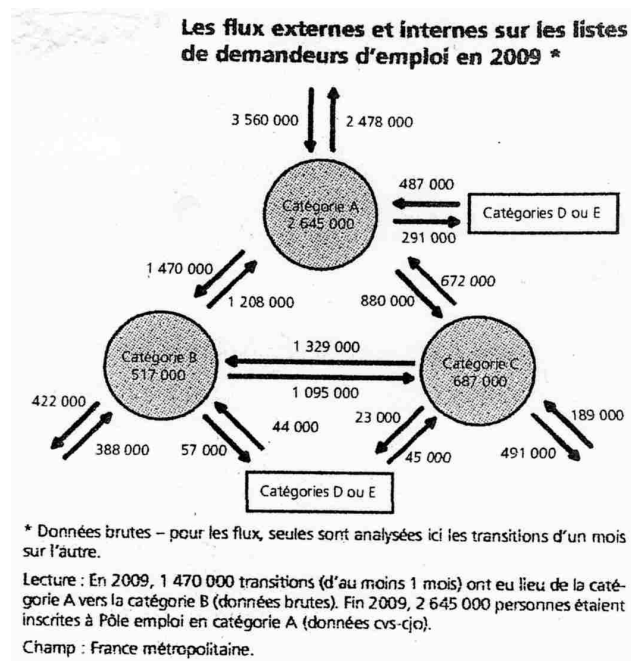 Les flux externes et internes sur les listes
de demandeurs d'emploi en 2009 *
3 560 000
2 478 000
487 000
Catégorie A
2 645 000
Catégories D ou E
291 000
1 470 000
672 000
1 208 000
880 000
1 329 000
Catégorie B
517 000
Catégorie C
687 000
1 095 000
422 000
23 000
189 000
44 000
388 000
57 000
45 000
491 000
Catégories D ou E
* Données brutes – pour les flux, seules sont analysées ici les transitions d'un mois
sur l'autre.
Lecture : En 2009, 1 470 000 transitions (d'au moins 1 mois) ont eu lieu de la caté-
gorie A vers la catégorie B (données brutes). Fin 2009, 2 645 000 personnes étaient
inscrites à Pôle emploi en catégorie A (données cvs-cjo).
Champ : France métropolitaine.